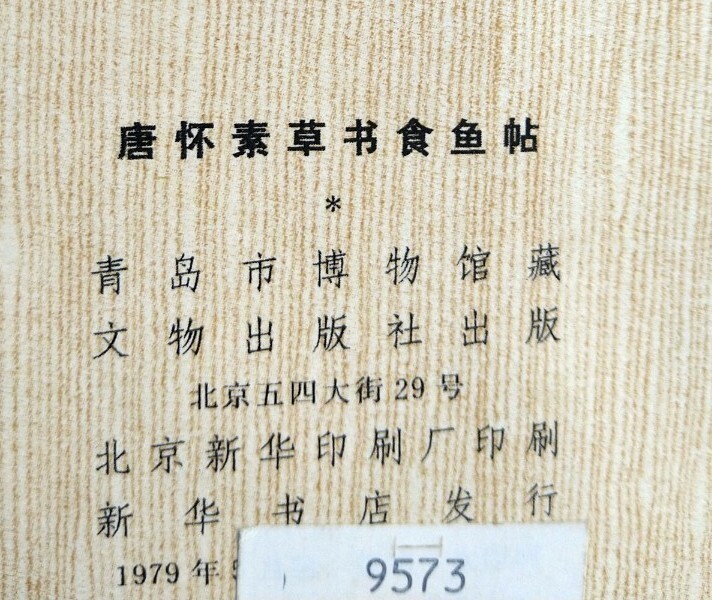 唐怀素草书食鱼帖
*
青岛市博物馆藏
文物出版社出版
北京五四大街29号
北京新华印刷厂印刷
新华书店发行
1979年
9573